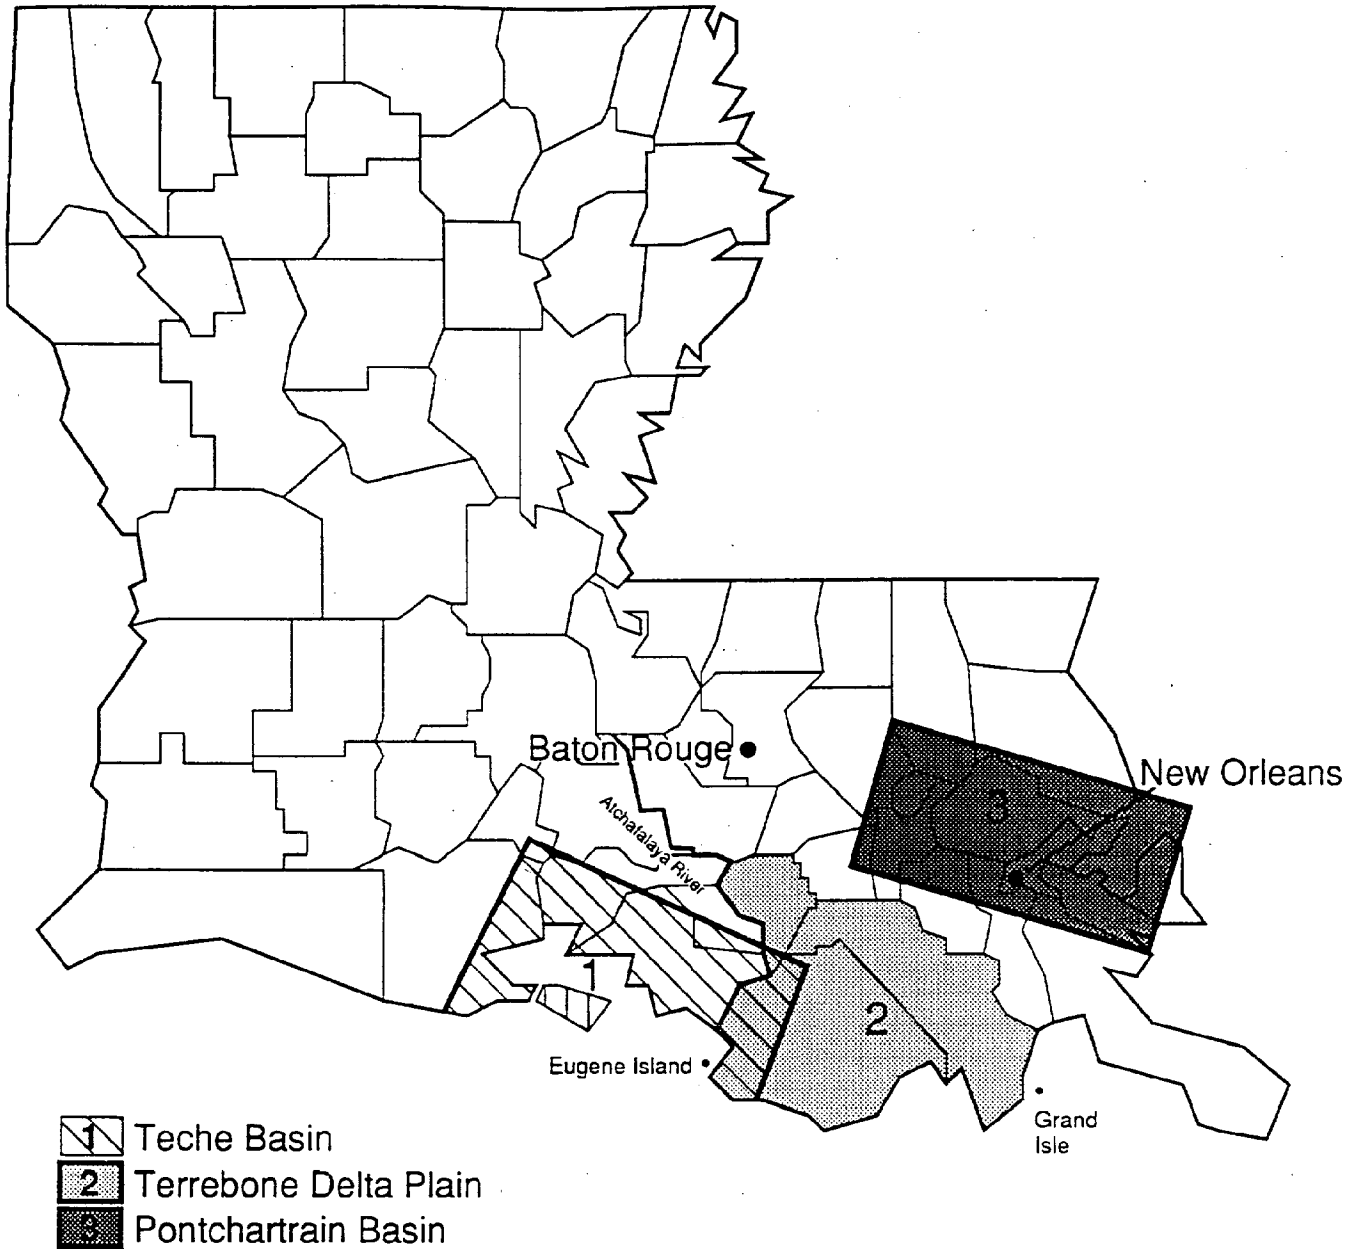 Baton Rouge
New Orleans
3
Atchafalaya River
1
2
Eugene Island
Grand
Isle
1 Teche Basin
2 Terrebone Delta Plain
3 Pontchartrain Basin